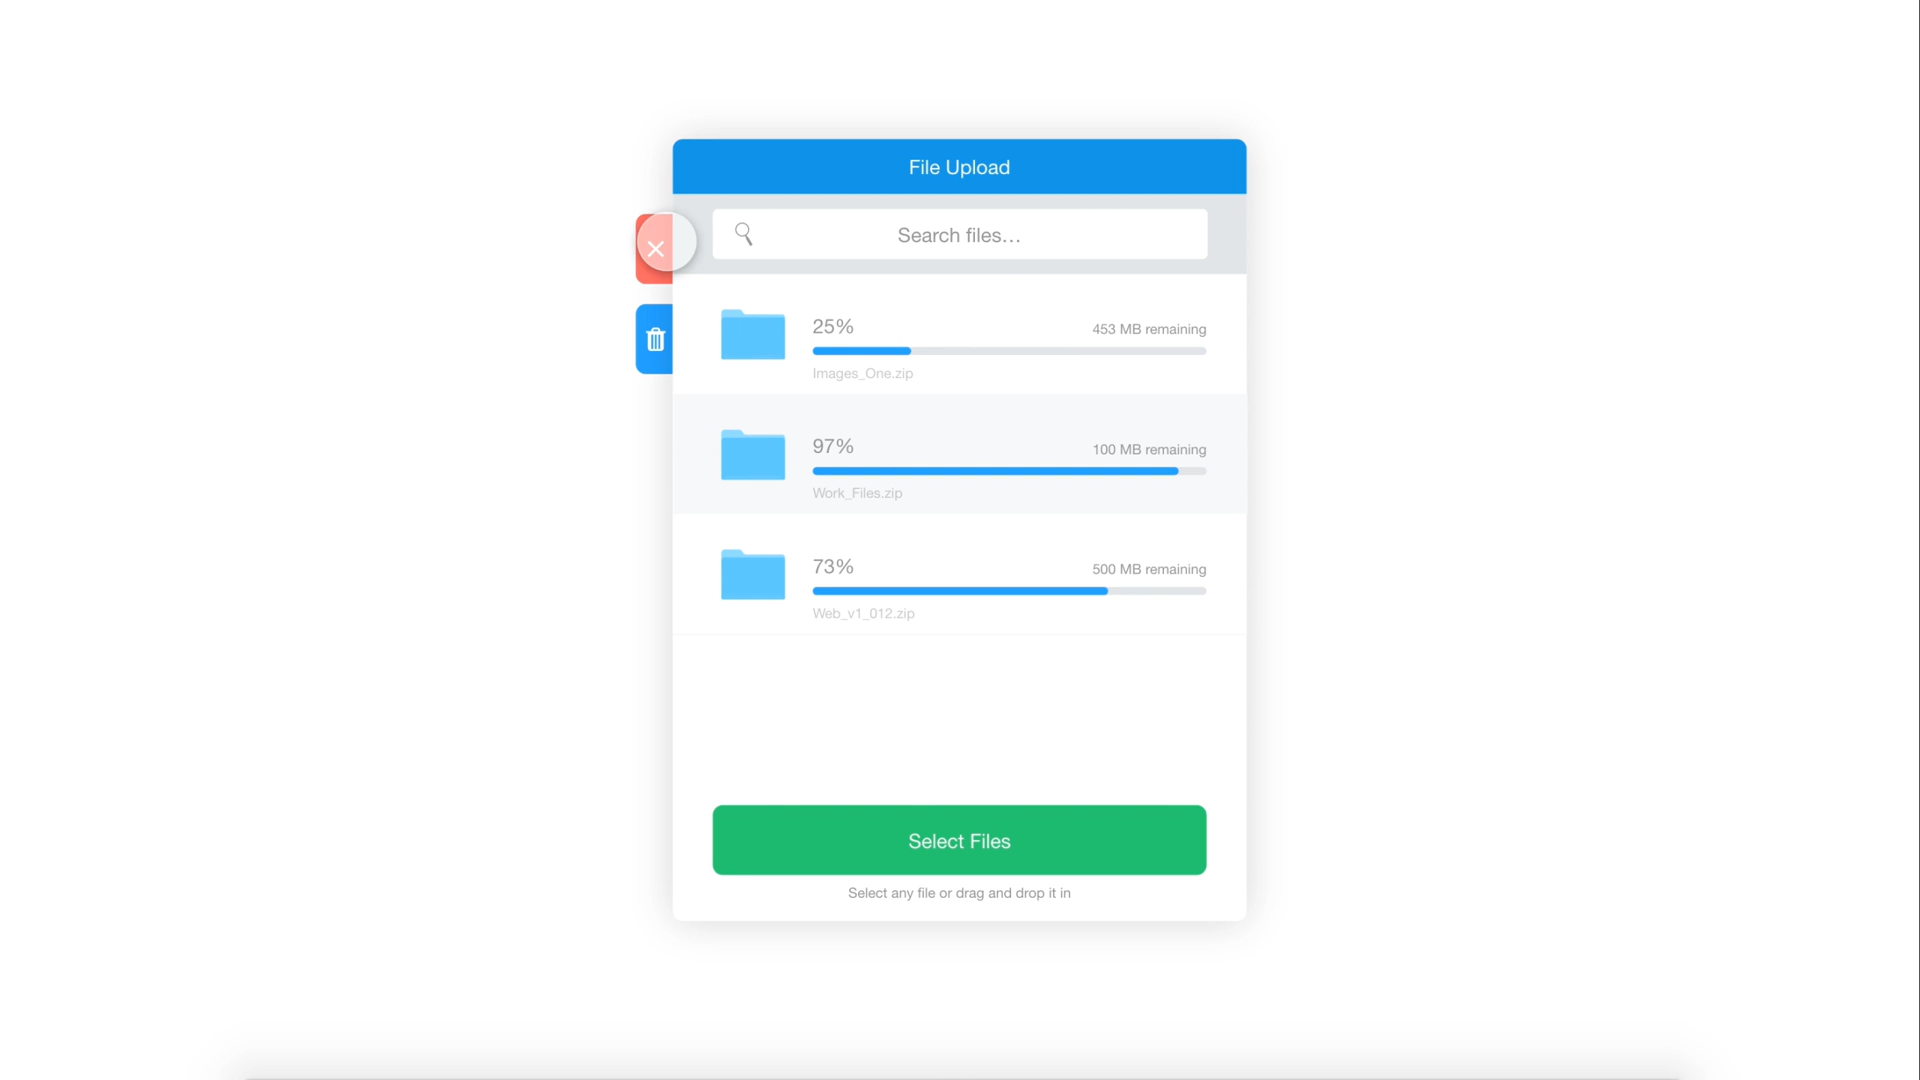 File Upload
Search files...
25%
453 MB remaining
Images_One.zip
97%
100 MB remaining
Work_Files.zip
73%
500 MB remaining
Web_v1_012.zip
Select Files
Select any file or drag and drop it in